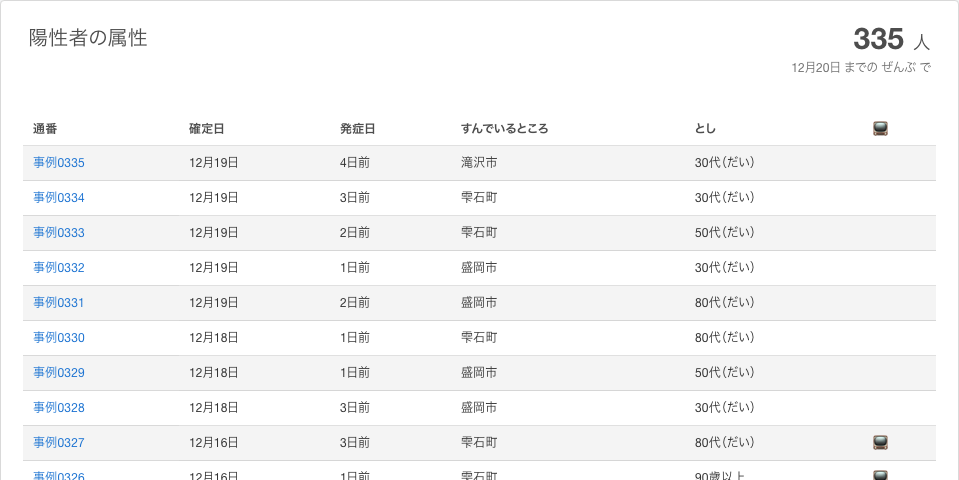 陽性者の属性
335 人
12月20日 までの ぜんぶ で
通番 確定日 発症日 すんでいるところ とし
事例0335 12月19日 4日前 滝沢市 30代（だい）
事例0334 12月19日 3日前 雫石町 30代（だい）
事例0333 12月19日 2日前 雫石町 50代（だい）
事例0332 12月19日 1日前 盛岡市 30代（だい）
事例0331 12月19日 2日前 盛岡市 80代（だい）
事例0330 12月18日 1日前 雫石町 80代（だい）
事例0329 12月18日 1日前 盛岡市 50代（だい）
事例0328 12月18日 3日前 盛岡市 30代（だい）
事例0327 12月16日 3日前 雫石町 80代（だい）
事例0326 12月16日 1日前 雫石町 90歳以上